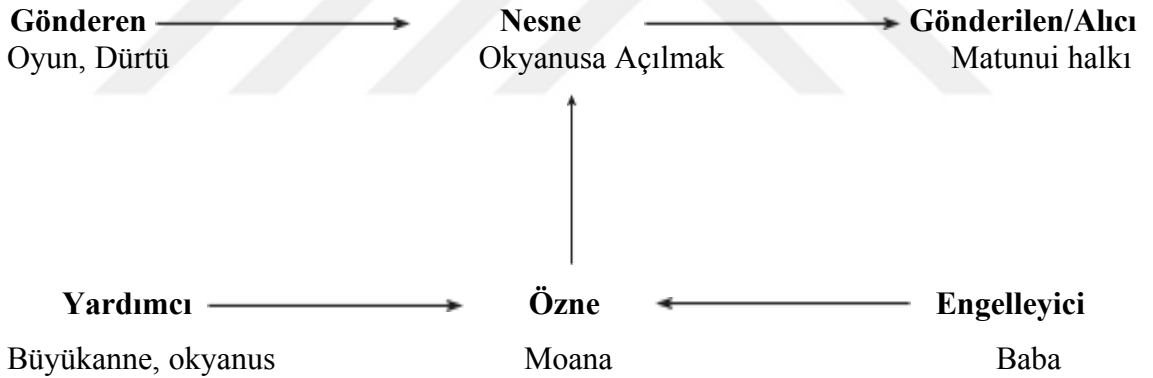 Gönderen Nesne Gönderilen/Alıcı
Oyun, Dürtü Okyanusa Açılmak Matunui halkı
Yardımcı Özne Engelleyici
Büyükanne, okyanus Moana Baba